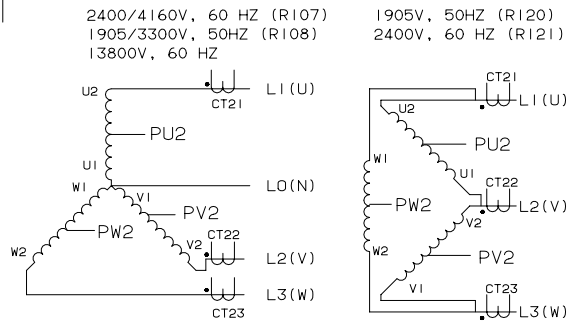 2400/4160V, 60 HZ (R107)
1905/3300V, 50HZ (R108)
13800V, 60 HZ
1905V, 50HZ (R120)
2400V, 60 HZ (R121)
U2
CT21
L1(U)
PU2
U1
W1
V1
L0(N)
PV2
PW2
W2
V2
CT22
L2(V)
L3(W)
CT23
CT21
L1(U)
U2
PU2
W1
U1
CT22
PW2
L2(V)
V2
W2
PV2
V1
CT23
L3(W)